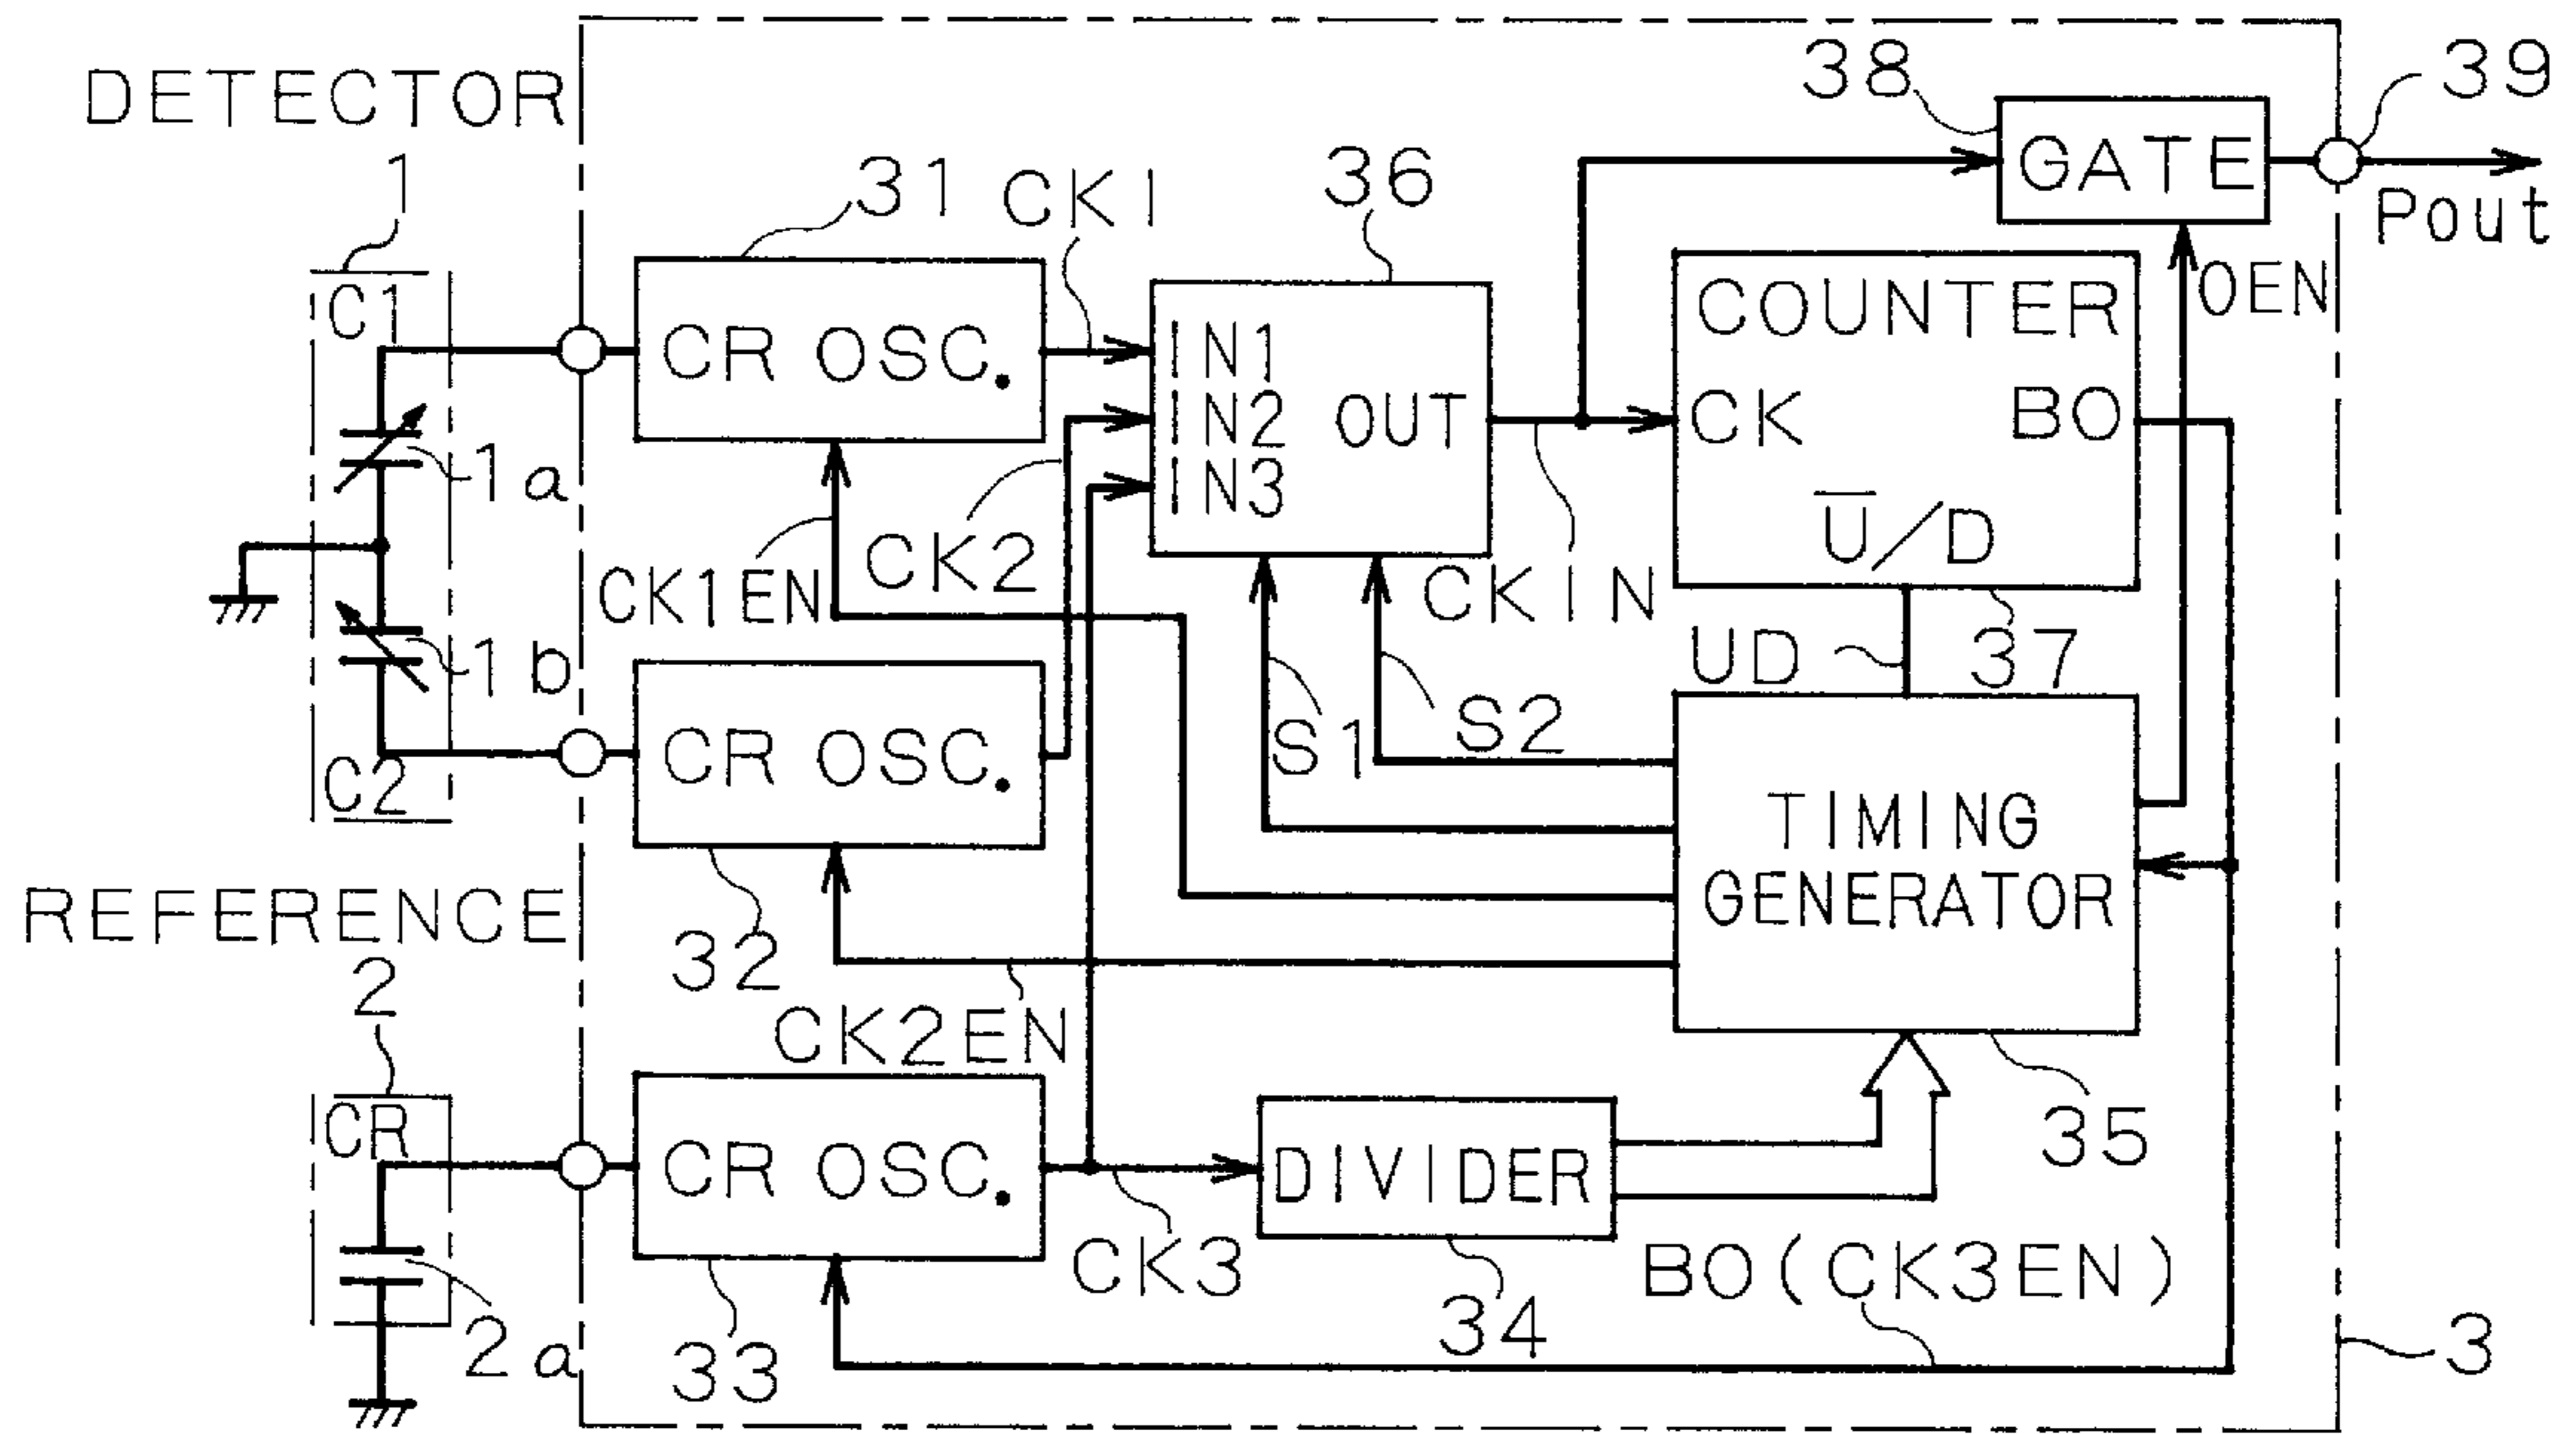 38
39
DETECTOR
GATE
1
31
CK1
36
Pout
C1
COUNTER
OEN
CR OSC.
IN1
IN2
OUT
CK
BO
1a
IN3
U̅/D
CK1EN
CK2
CKIN
UD
37
1b
S1
S2
CR OSC.
C2
TIMING
GENERATOR
REFERENCE
32
2
CK2EN
CR
35
CR OSC.
DIVIDER
CK3
BO(CK3EN)
2a
33
34
3